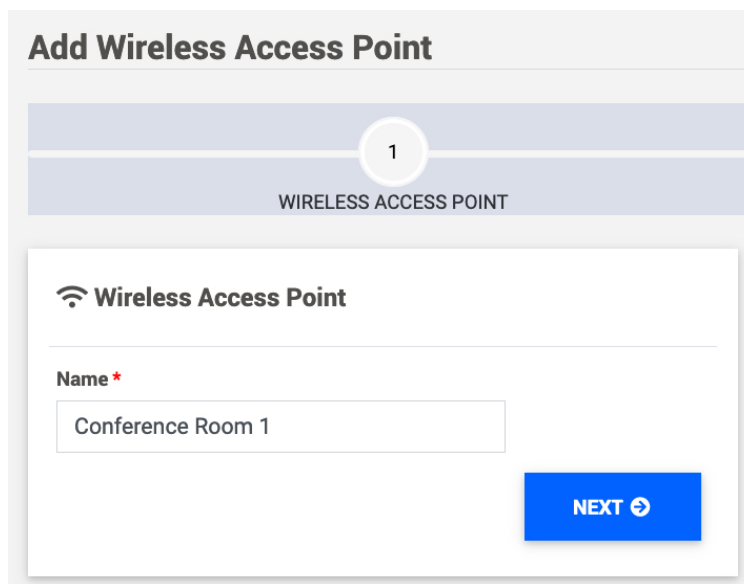 Add Wireless Access Point
1
WIRELESS ACCESS POINT
Wireless Access Point
Name *
Conference Room 1
NEXT